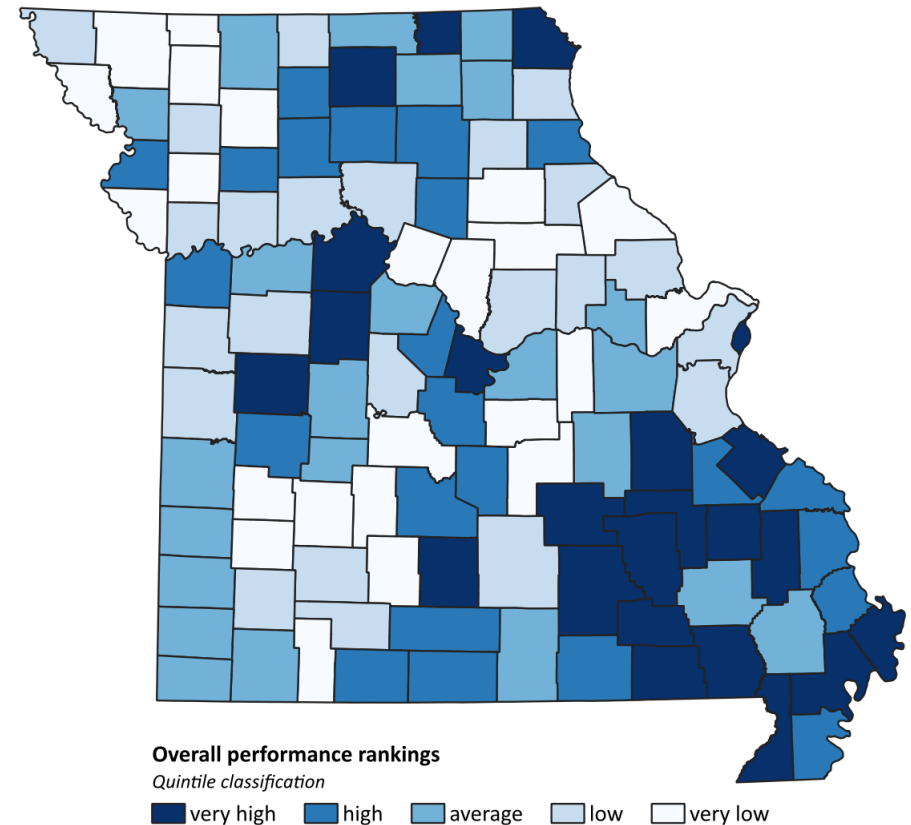 Overall performance rankings
Quintile classification
very high high average low very low